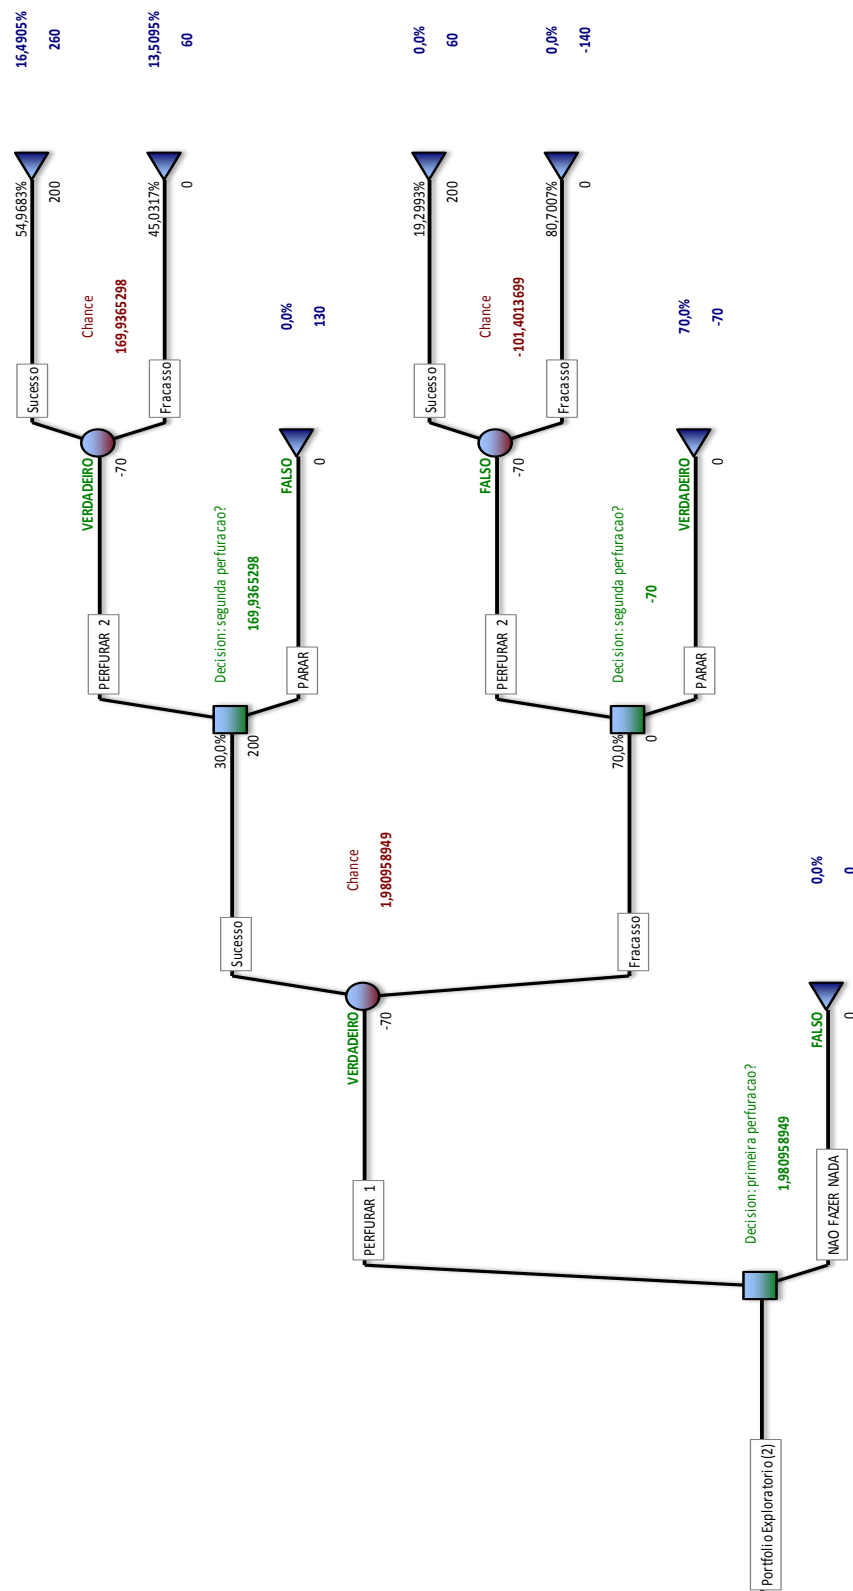 Portfolio Exploratorio (2)
Decision: primeira perfuracao?
1,980958949
PERFURAR 1
VERDADEIRO
-70
Chance
1,980958949
Sucesso
30,0%
200
Decision: segunda perfuracao?
169,9365298
PERFURAR 2
VERDADEIRO
-70
Chance
169,9365298
Sucesso
54,9683%
200
16,4905%
260
Fracasso
45,0317%
0
13,5095%
60
PARAR
FALSO
0
0,0%
130
Fracasso
70,0%
0
Decision: segunda perfuracao?
-70
PERFURAR 2
FALSO
-70
Chance
-101,4013699
Sucesso
19,2993%
200
0,0%
60
Fracasso
80,7007%
0
0,0%
-140
PARAR
VERDADEIRO
0
70,0%
-70
NAO FAZER NADA
FALSO
0
0,0%
0